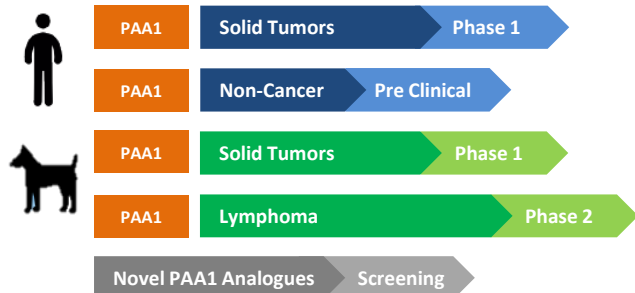 PAA1 Solid Tumors Phase 1
PAA1 Non-Cancer Pre Clinical
PAA1 Solid Tumors Phase 1
PAA1 Lymphoma Phase 2
Novel PAA1 Analogues Screening